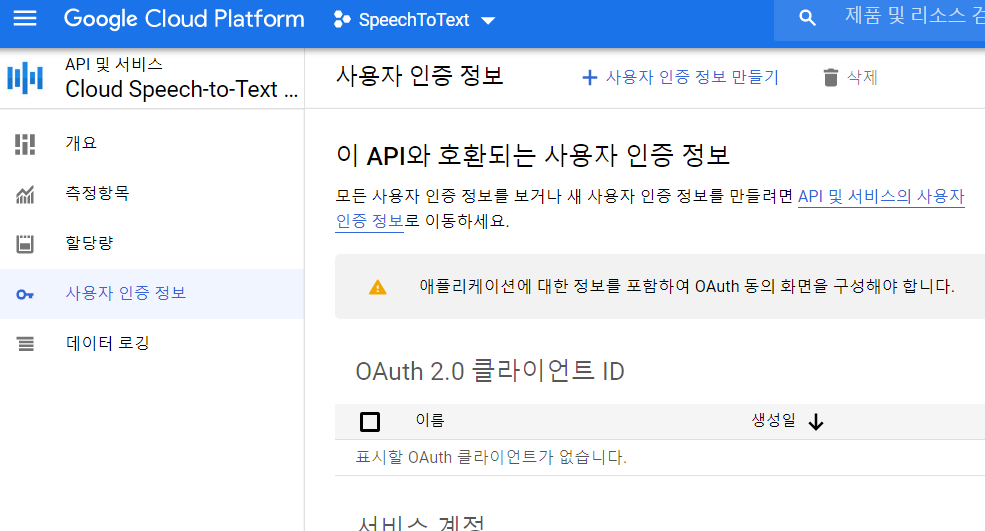 Google Cloud Platform
SpeechToText
제품 및 리소스
API 및 서비스
Cloud Speech-to-Text ...
사용자 인증 정보
+ 사용자 인증 정보 만들기
삭제
개요
측정항목
할당량
사용자 인증 정보
데이터 로깅
이 API와 호환되는 사용자 인증 정보
모든 사용자 인증 정보를 보거나 새 사용자 인증 정보를 만들려면 API 및 서비스의 사용자
인증 정보로 이동하세요.
애플리케이션에 대한 정보를 포함하여 OAuth 동의 화면을 구성해야 합니다.
OAuth 2.0 클라이언트 ID
이름
생성일
표시할 OAuth 클라이언트가 없습니다.
서비스 계정